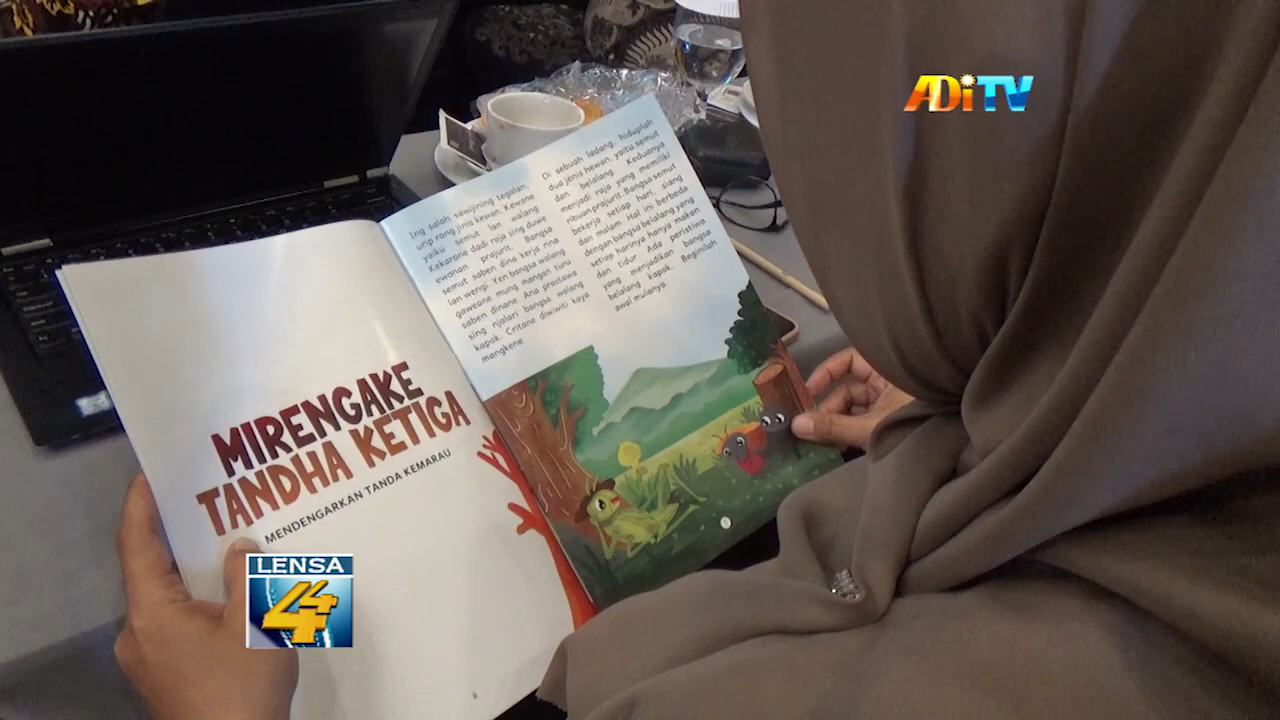 ADiTV
MIRENGAKE
TANDHA KETIGA
MENDENGARKAN TANDA KEMARAU
Ing salah sawijining tegalan,
urip rong jinis kewan. Kewane
yaiku semut lan walang.
Kekarone dadi raja sing duwe
ewonan prajurit. Bangsa
semut saben dina kerja rina
lan wengi. Yen bangsa walang
gaweane mung mangan turu
saben dinane. Ana prastawa
sing njalari bangsa walang
kapok. Critane diwiwiti kaya
mangkene
Di sebuah ladang, hiduplah
dua jenis hewan, yaitu semut
dan belalang. Keduanya
menjadi raja yang memiliki
ribuan prajurit. Bangsa semut
bekerja setiap hari, siang
dan malam. Hal ini berbeda
dengan bangsa belalang yang
setiap harinya hanya makan
dan tidur. Ada peristiwa
yang menjadikan bangsa
belalang kapok. Beginilah
awal mulanya.
LENSA
44